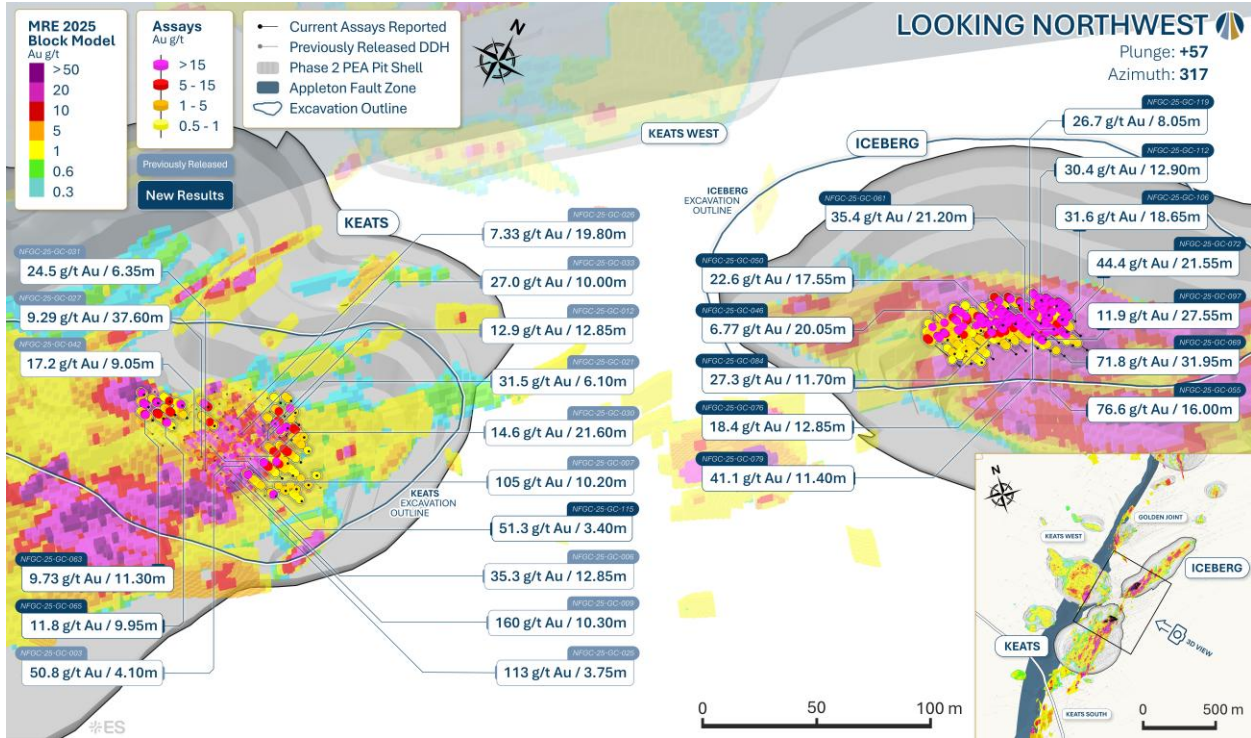 MRE 2025
Block Model
Au g/t
>50
20
10
5
1
0.6
0.3
Assays
Au g/t
> 15
5 - 15
1 - 5
0.5 - 1
Previously Released
New Results
Current Assays Reported
Previously Released DDH
Phase 2 PEA Pit Shell
Appleton Fault Zone
Excavation Outline
N
LOOKING NORTHWEST
Plunge: +57
Azimuth: 317
KEATS WEST
ICEBERG
ICEBERG
EXCAVATION
OUTLINE
KEATS
NFGC-25-GC-031
24.5 g/t Au / 6.35m
NFGC-25-GC-027
9.29 g/t Au / 37.60m
NFGC-25-GC-042
17.2 g/t Au / 9.05m
NFGC-25-GC-063
9.73 g/t Au / 11.30m
NFGC-25-GC-065
11.8 g/t Au / 9.95m
NFGC-25-GC-003
50.8 g/t Au / 4.10m
NFGC-25-GC-026
7.33 g/t Au / 19.80m
NFGC-25-GC-033
27.0 g/t Au / 10.00m
NFGC-25-GC-012
12.9 g/t Au / 12.85m
NFGC-25-GC-021
31.5 g/t Au / 6.10m
NFGC-25-GC-030
14.6 g/t Au / 21.60m
NFGC-25-GC-007
105 g/t Au / 10.20m
NFGC-25-GC-115
51.3 g/t Au / 3.40m
NFGC-25-GC-006
35.3 g/t Au / 12.85m
NFGC-25-GC-009
160 g/t Au / 10.30m
NFGC-25-GC-025
113 g/t Au / 3.75m
KEATS
EXCAVATION
OUTLINE
NFGC-25-GC-119
26.7 g/t Au / 8.05m
NFGC-25-GC-112
30.4 g/t Au / 12.90m
NFGC-25-GC-061
35.4 g/t Au / 21.20m
NFGC-25-GC-106
31.6 g/t Au / 18.65m
NFGC-25-GC-072
44.4 g/t Au / 21.55m
NFGC-25-GC-050
22.6 g/t Au / 17.55m
NFGC-25-GC-097
11.9 g/t Au / 27.55m
NFGC-25-GC-046
6.77 g/t Au / 20.05m
NFGC-25-GC-069
71.8 g/t Au / 31.95m
NFGC-25-GC-084
27.3 g/t Au / 11.70m
NFGC-25-GC-055
76.6 g/t Au / 16.00m
NFGC-25-GC-076
18.4 g/t Au / 12.85m
NFGC-25-GC-079
41.1 g/t Au / 11.40m
N
GOLDEN JOINT
KEATS WEST
ICEBERG
KEATS
3D VIEW
KEATS SOUTH
0 500 m
0 50 100 m
ES